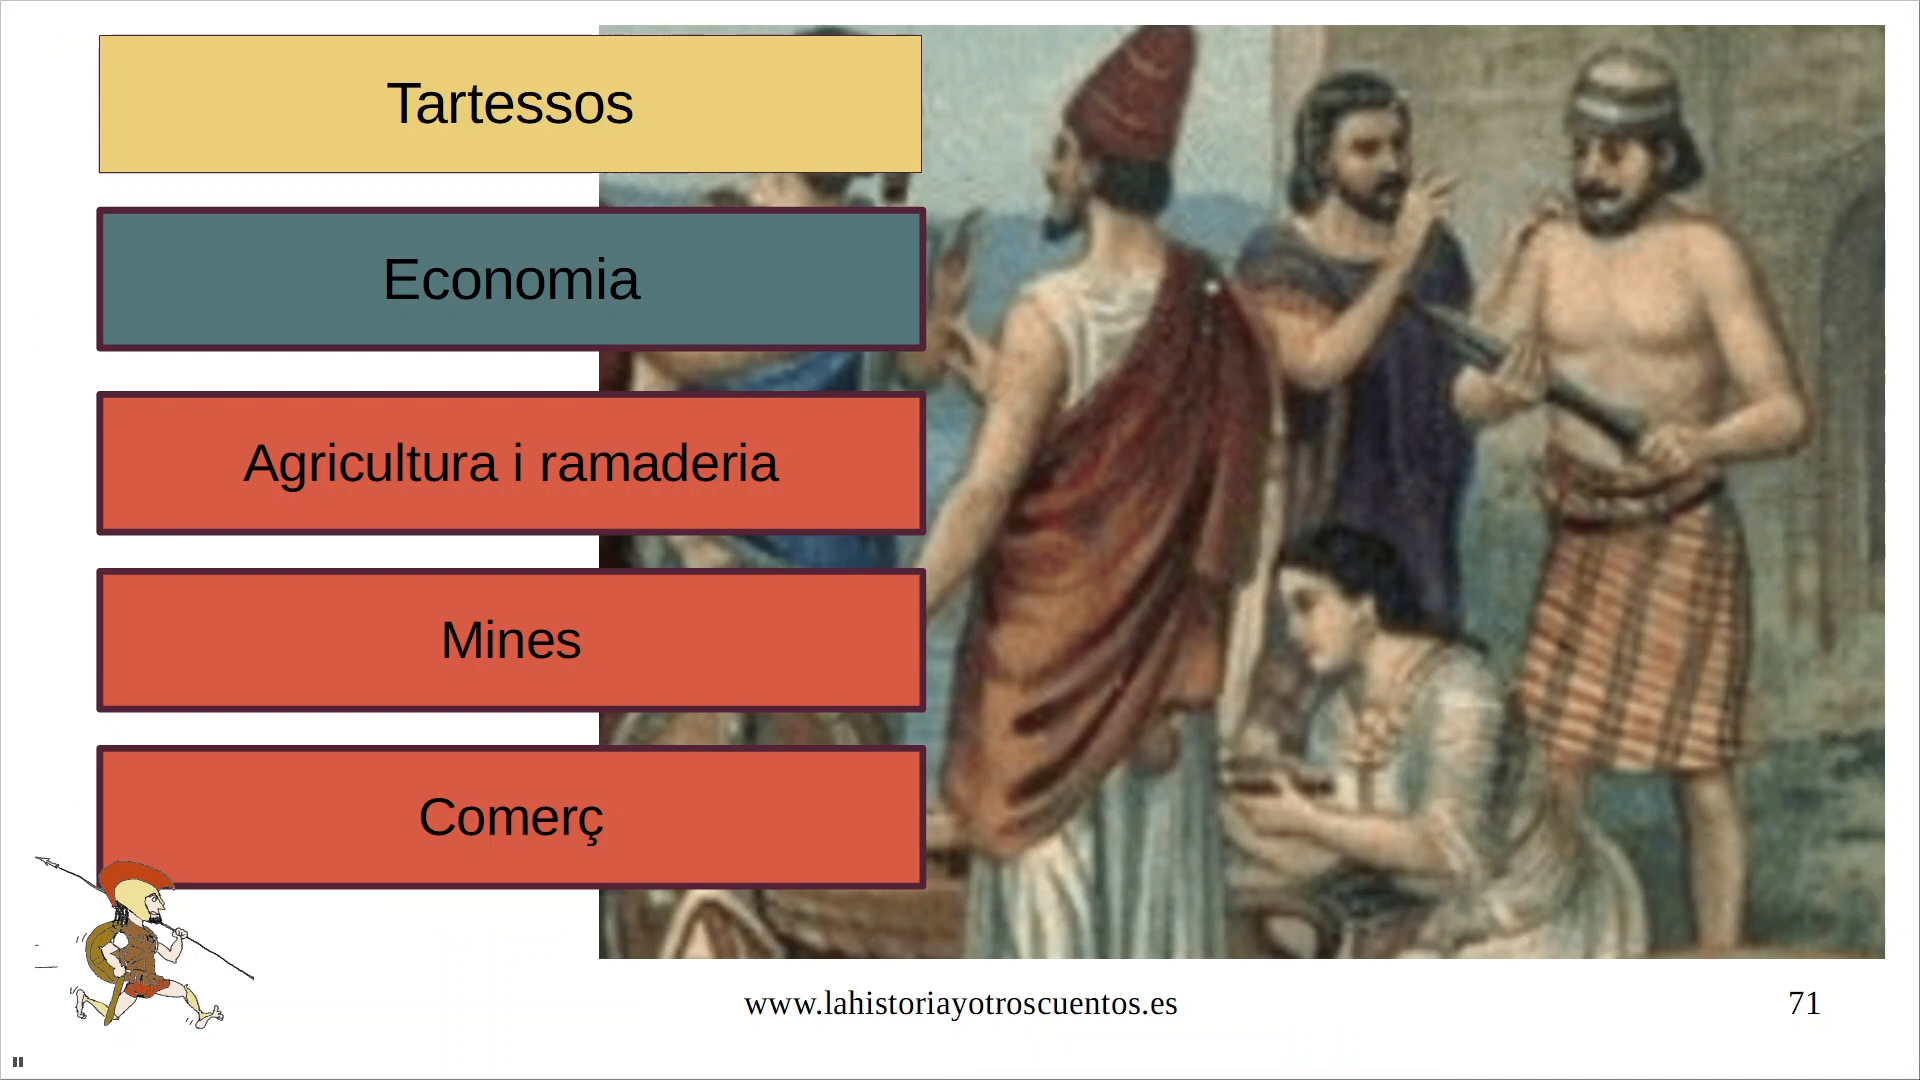 Tartessos
Economia
Agricultura i ramaderia
Mines
Comerç
www.lahistoriayotroscuentos.es
71